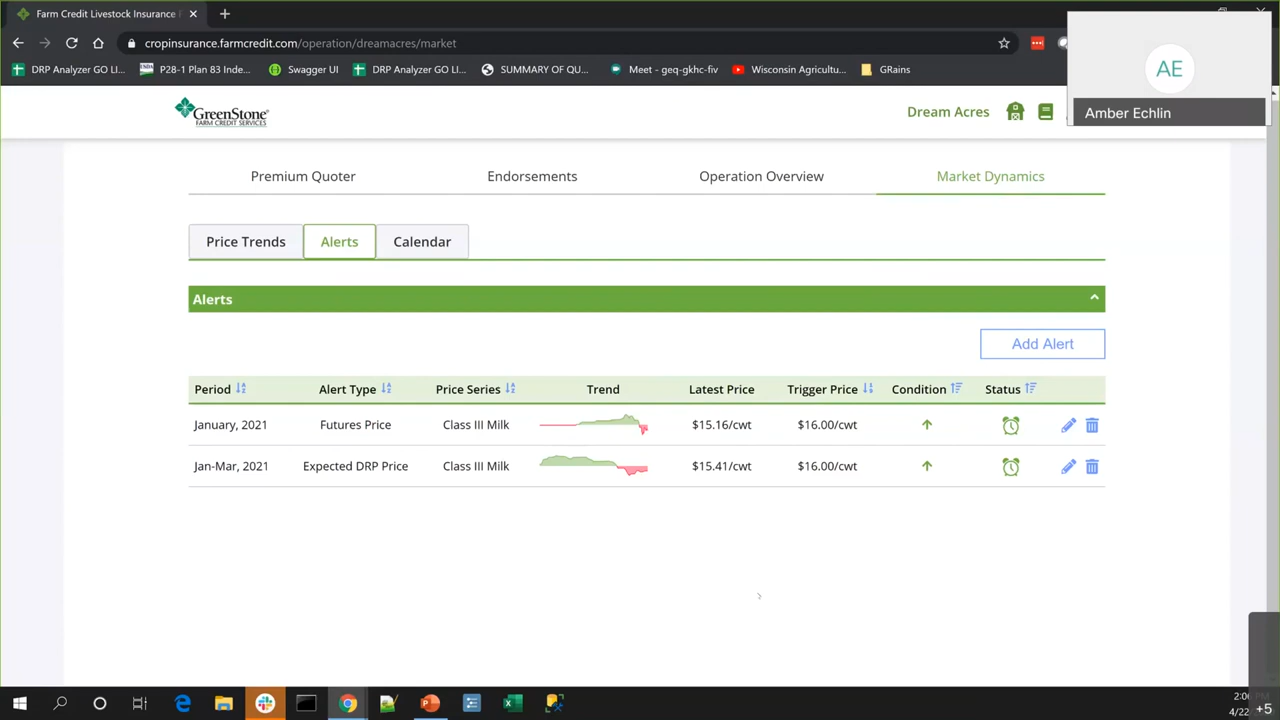 Farm Credit Livestock Insurance
cropinsurance.farmcredit.com/operation/dreamacres/market
DRP Analyzer GO LI...
P28-1 Plan 83 Inde...
Swagger UI
DRP Analyzer GO LI...
SUMMARY OF QU...
Meet - geq-gkhc-fiv
Wisconsin Agricultu...
GRains
AE
Amber Echlin
GREENSTONE
FARM CREDIT SERVICES
Dream Acres
Premium Quoter
Endorsements
Operation Overview
Market Dynamics
Price Trends
Alerts
Calendar
Alerts
Add Alert
Period Alert Type Price Series Trend Latest Price Trigger Price Condition Status
January, 2021 Futures Price Class III Milk $15.16/cwt $16.00/cwt
Jan-Mar, 2021 Expected DRP Price Class III Milk $15.41/cwt $16.00/cwt
4/22
+5